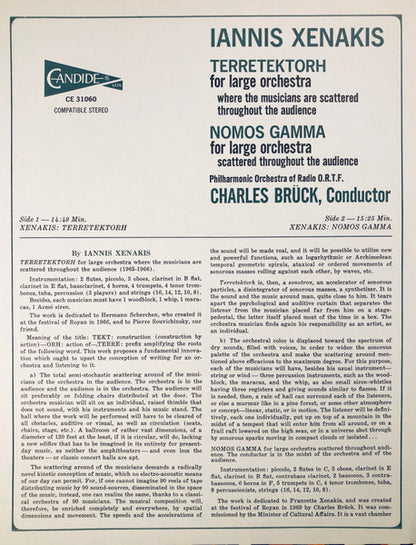 CANDIDE
VOX
CE 31060
COMPATIBLE STEREO
IANNIS XENAKIS
TERRETEKTORH
for large orchestra
where the musicians are scattered
throughout the audience
NOMOS GAMMA
for large orchestra
scattered throughout the audience
Philharmonic Orchestra of Radio O.R.T.F.
CHARLES BRÜCK, Conductor
Side 1 — 14:49 Min.
XENAKIS: TERRETEKTORH
Side 2 — 15:25 Min.
XENAKIS: NOMOS GAMMA
By IANNIS XENAKIS
TERRETEKTORH for large orchestra where the musicians are
scattered throughout the audience (1965-1966).
Instrumentation: 2 flutes, piccolo, 3 oboes, clarinet in B flat,
clarinet in E flat, bassclarinet, 4 horns, 4 trumpets, 4 tenor trom-
bones, tuba, percussion (3 players) and strings (16, 14, 12, 10, 8).
Besides, each musician must have 1 woodblock, 1 whip, 1 mara-
cas, 1 Acmé siren.
The work is dedicated to Hermann Scherchen, who created it
at the festival of Royan in 1966, and to Pierre Souvtchinsky, our
friend.
Meaning of the title: TEKT: construction (constructing by
action)—ORH: action of—TERRE: prefix amplifying the roots
of the following word. This work proposes a fundamental innova-
tion which ought to upset the conception of writing for an or-
chestra and listening to it.
a) The total semi-stochastic scattering around of the musi-
cians of the orchestra in the audience. The orchestra is in the
audience and the audience is in the orchestra. The audience will
sit preferably on folding chairs distributed at the door. The
orchestra musician will sit on an individual, raised thimble that
does not sound, with his instruments and his music stand. The
hall where the work will be performed will have to be cleared of
all obstacles, auditive or visual, as well as circulation (seats,
chairs, stage, etc.). A ballroom of rather vast dimensions, of a
diameter of 128 feet at the least, if it is circular, will do, lacking
a new edifice that has to be imagined in its entirety for present-
day music, as neither the amphitheaters — and even less the
theaters — or classic concert halls are apt.
The scattering around of the musicians demands a radically
novel kinetic conception of music, which no electro-acoustic means
of our day can permit. For, if one cannot imagine 90 reels of tape
distributing music by 90 sound-sources, disseminated in the space
of the music, instead, one can realize the same, thanks to a classi-
cal orchestra of 90 musicians. The musical composition will,
therefore, be enriched completely and everywhere, by spatial
dimensions and movement. The speeds and the accelerations of
the sound will be made real, and it will be possible to utilize new
and powerful functions, such as logarhythmic or Archimedean
temporal geometric spirals, ataxical or ordered movements of
sonorous masses rolling against each other, by waves, etc.
Terretektorh is, then, a sonotron, an accelerator of sonorous
particles, a disintegrator of sonorous masses, a synthetizer. It is
the sound and the music around man, quite close to him. It tears
apart the psychological and auditive curtain that separates the
listener from the musician placed far from him on a stage-
pedestal, the latter itself placed most of the time in a box. The
orchestra musician finds again his responsibility as an artist, as
an individual.
b) The orchestral color is displaced toward the spectrum of
dry sounds, filled with voices, in order to widen the sonorous
palette of the orchestra and make the scattering around men-
tioned above efficacious to the maximum degree. For this purpose,
each of the musicians will have, besides his usual instrument—
string or wind — three percussion instruments, such as the wood-
block, the maracas, and the whip, as also small siren-whistles
having three registers and giving sounds similar to flames. If it
is needed, then, a rain of hail can surround each of the listeners,
or else a murmur like in a pine forest, or some other atmosphere
or concept—linear, static, or in motion. The listener will be defini-
tively, each one individually, put up on top of a mountain in the
midst of a tempest that will enter him from all around, or on a
frail raft lowered on the high seas, or in a universe shot through
by sonorous sparks moving in compact clouds or isolated . . .
NOMOS GAMMA for large orchestra scattered throughout audi-
ence. The conductor is in the midst of the orchestra and of the
audience.
Instrumentation: piccolo, 2 flutes in C, 3 oboes, clarinet in E
flat, clarinet in B flat, contrabass clarinet, 2 bassoons, 3 contra-
bassoons, 6 horns in F, 5 trumpets in C, 4 tenor trombones, tuba,
8 percussionists, strings (16, 14, 12, 10, 8).
The work is dedicated to Francette Xenakis, and was created
at the festival of Royan in 1969 by Charles Brück. It was com-
missioned by the Minister of Cultural Affairs. It is a vast chamber